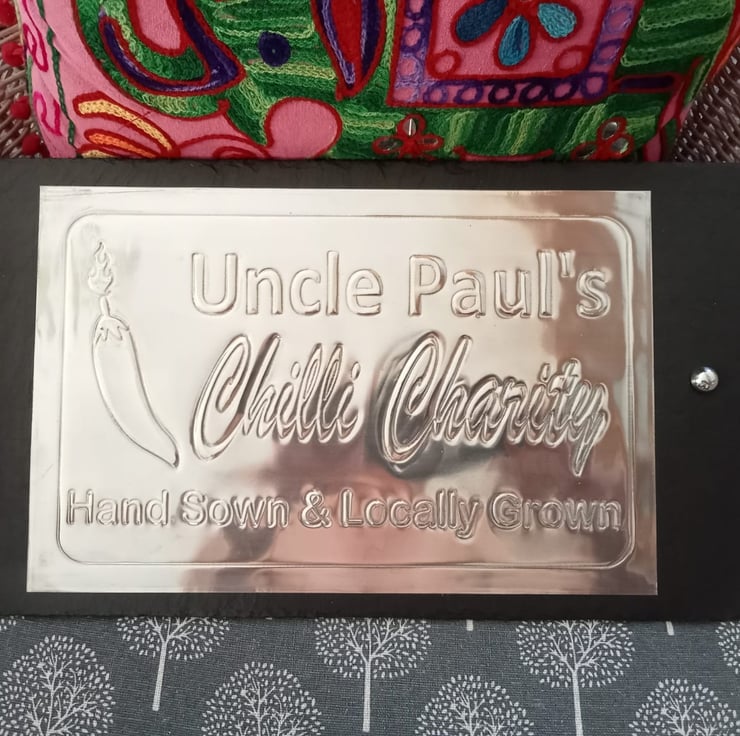 Uncle Paul's
Chilli Charity
Hand Sown & Locally Grown